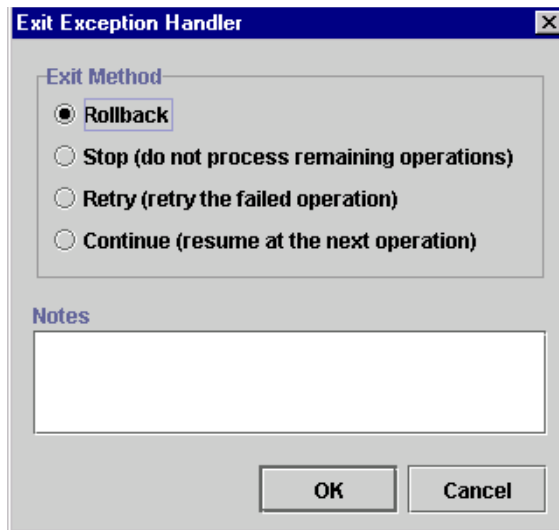 Exit Exception Handler
Exit Method
Rollback
Stop (do not process remaining operations)
Retry (retry the failed operation)
Continue (resume at the next operation)
Notes
OK
Cancel